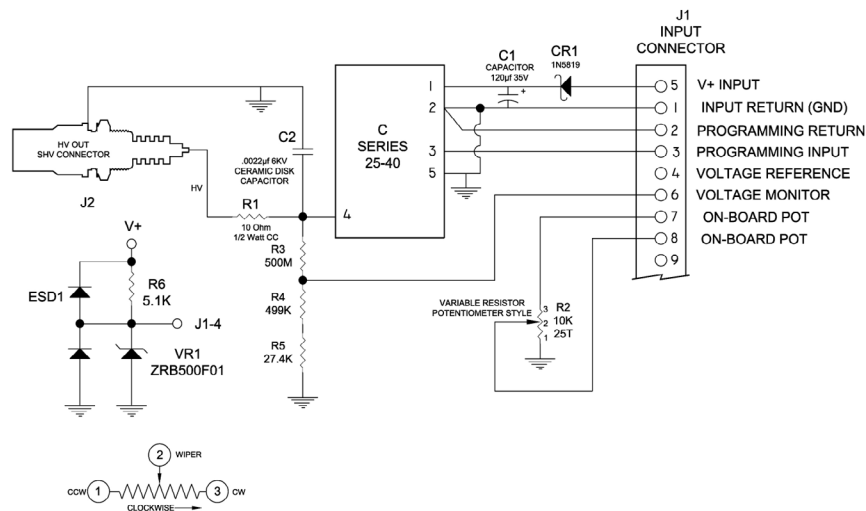 J1
INPUT
CONNECTOR
C1
CAPACITOR
120µf 35V
+
CR1
1N5819
1
2
3
5
4
C
SERIES
25-40
5 V+ INPUT
1 INPUT RETURN (GND)
2 PROGRAMMING RETURN
3 PROGRAMMING INPUT
4 VOLTAGE REFERENCE
6 VOLTAGE MONITOR
7 ON-BOARD POT
8 ON-BOARD POT
9
HV OUT
SHV CONNECTOR
J2
HV
C2
.0022µf 6KV
CERAMIC DISK
CAPACITOR
R1
10 Ohm
1/2 Watt CC
R3
500M
R4
499K
R5
27.4K
V+
ESD1
R6
5.1K
J1-4
VR1
ZRB500F01
VARIABLE RESISTOR
POTENTIOMETER STYLE
3
2
1
R2
10K
25T
2 WIPER
CCW 1
3 CW
CLOCKWISE